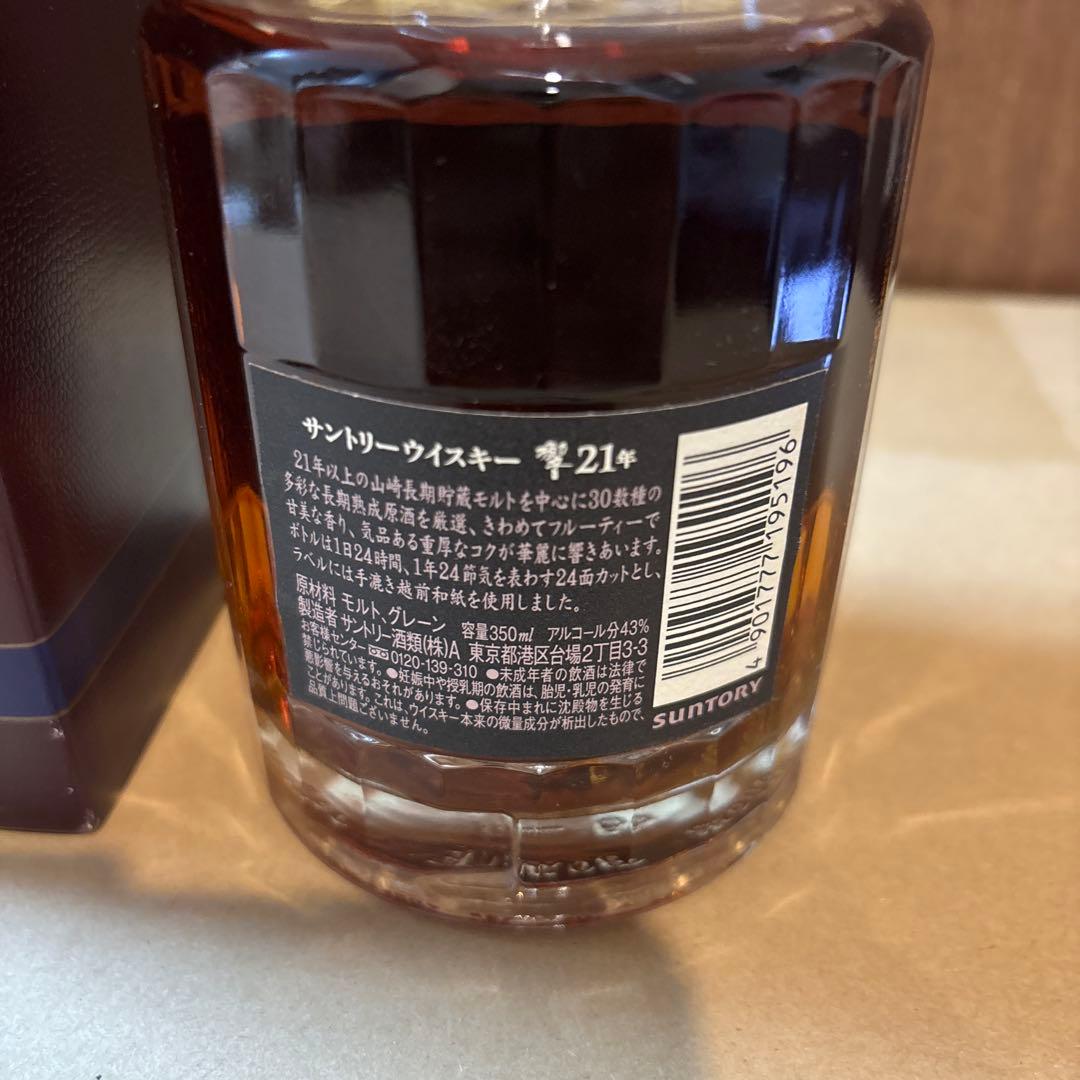 サントリーウイスキー 響21年
21年以上の山崎長期貯蔵モルトを中心に30数種の
多彩な長期熟成原酒を厳選、きわめてフルーティーで
甘美な香り、気品ある重厚なコクが華麗に響きあいます。
ボトルは1日24時間、1年24節気を表わす24面カットとし、
ラベルには手漉き越前和紙を使用しました。
原材料 モルト、グレーン 容量350ml アルコール分43%
製造者 サントリー酒類(株)A 東京都港区台場2丁目3-3
お客様センター 0120-139-310 ●未成年者の飲酒は法律で
禁じられています。●妊娠中や授乳期の飲酒は、胎児・乳児の発育に
悪影響を与えるおそれがあります。●保存中まれに沈殿物を生じる
ことがあります。これは、ウイスキー本来の微量成分が析出したもので、
品質上問題ございません。
4901777195196
SUNTORY